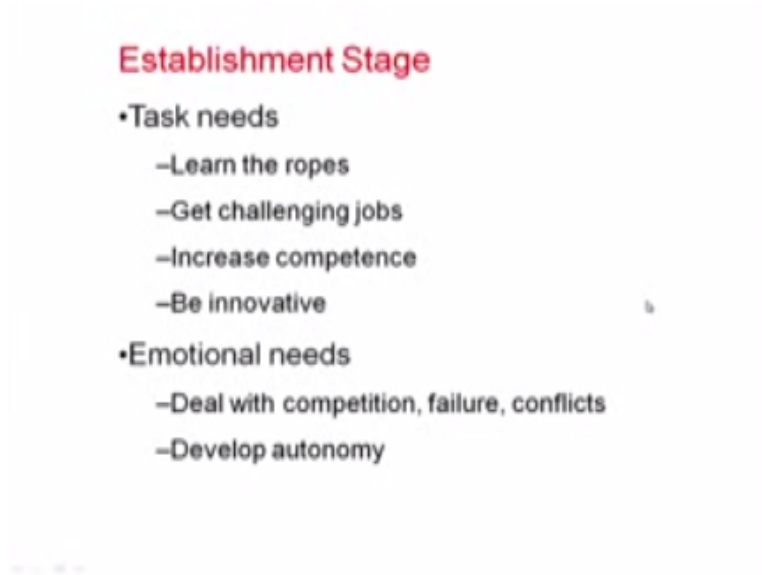 Establishment Stage
•Task needs
–Learn the ropes
–Get challenging jobs
–Increase competence
–Be innovative
•Emotional needs
–Deal with competition, failure, conflicts
–Develop autonomy